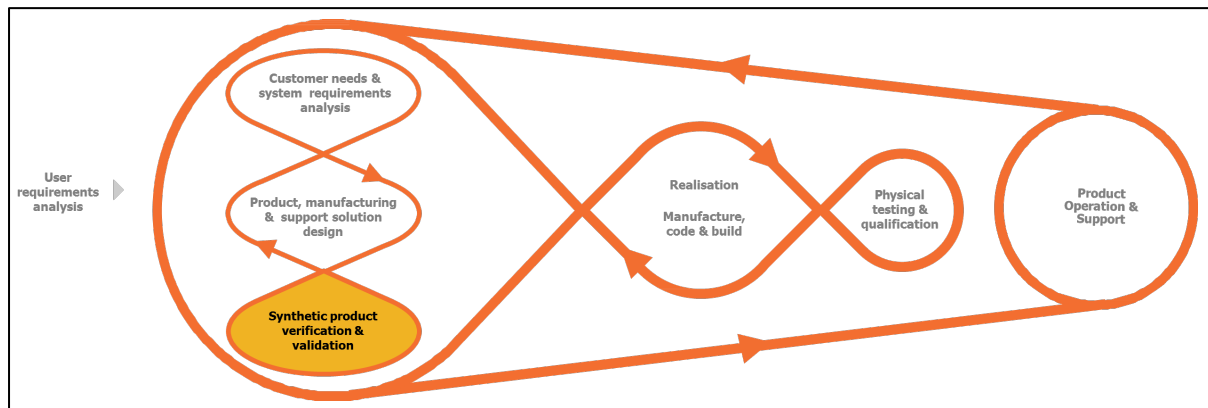 User
requirements
analysis
Customer needs &
system requirements
analysis
Product, manufacturing
& support solution
design
Synthetic product
verification &
validation
Realisation
Manufacture,
code & build
Physical
testing &
qualification
Product
Operation &
Support